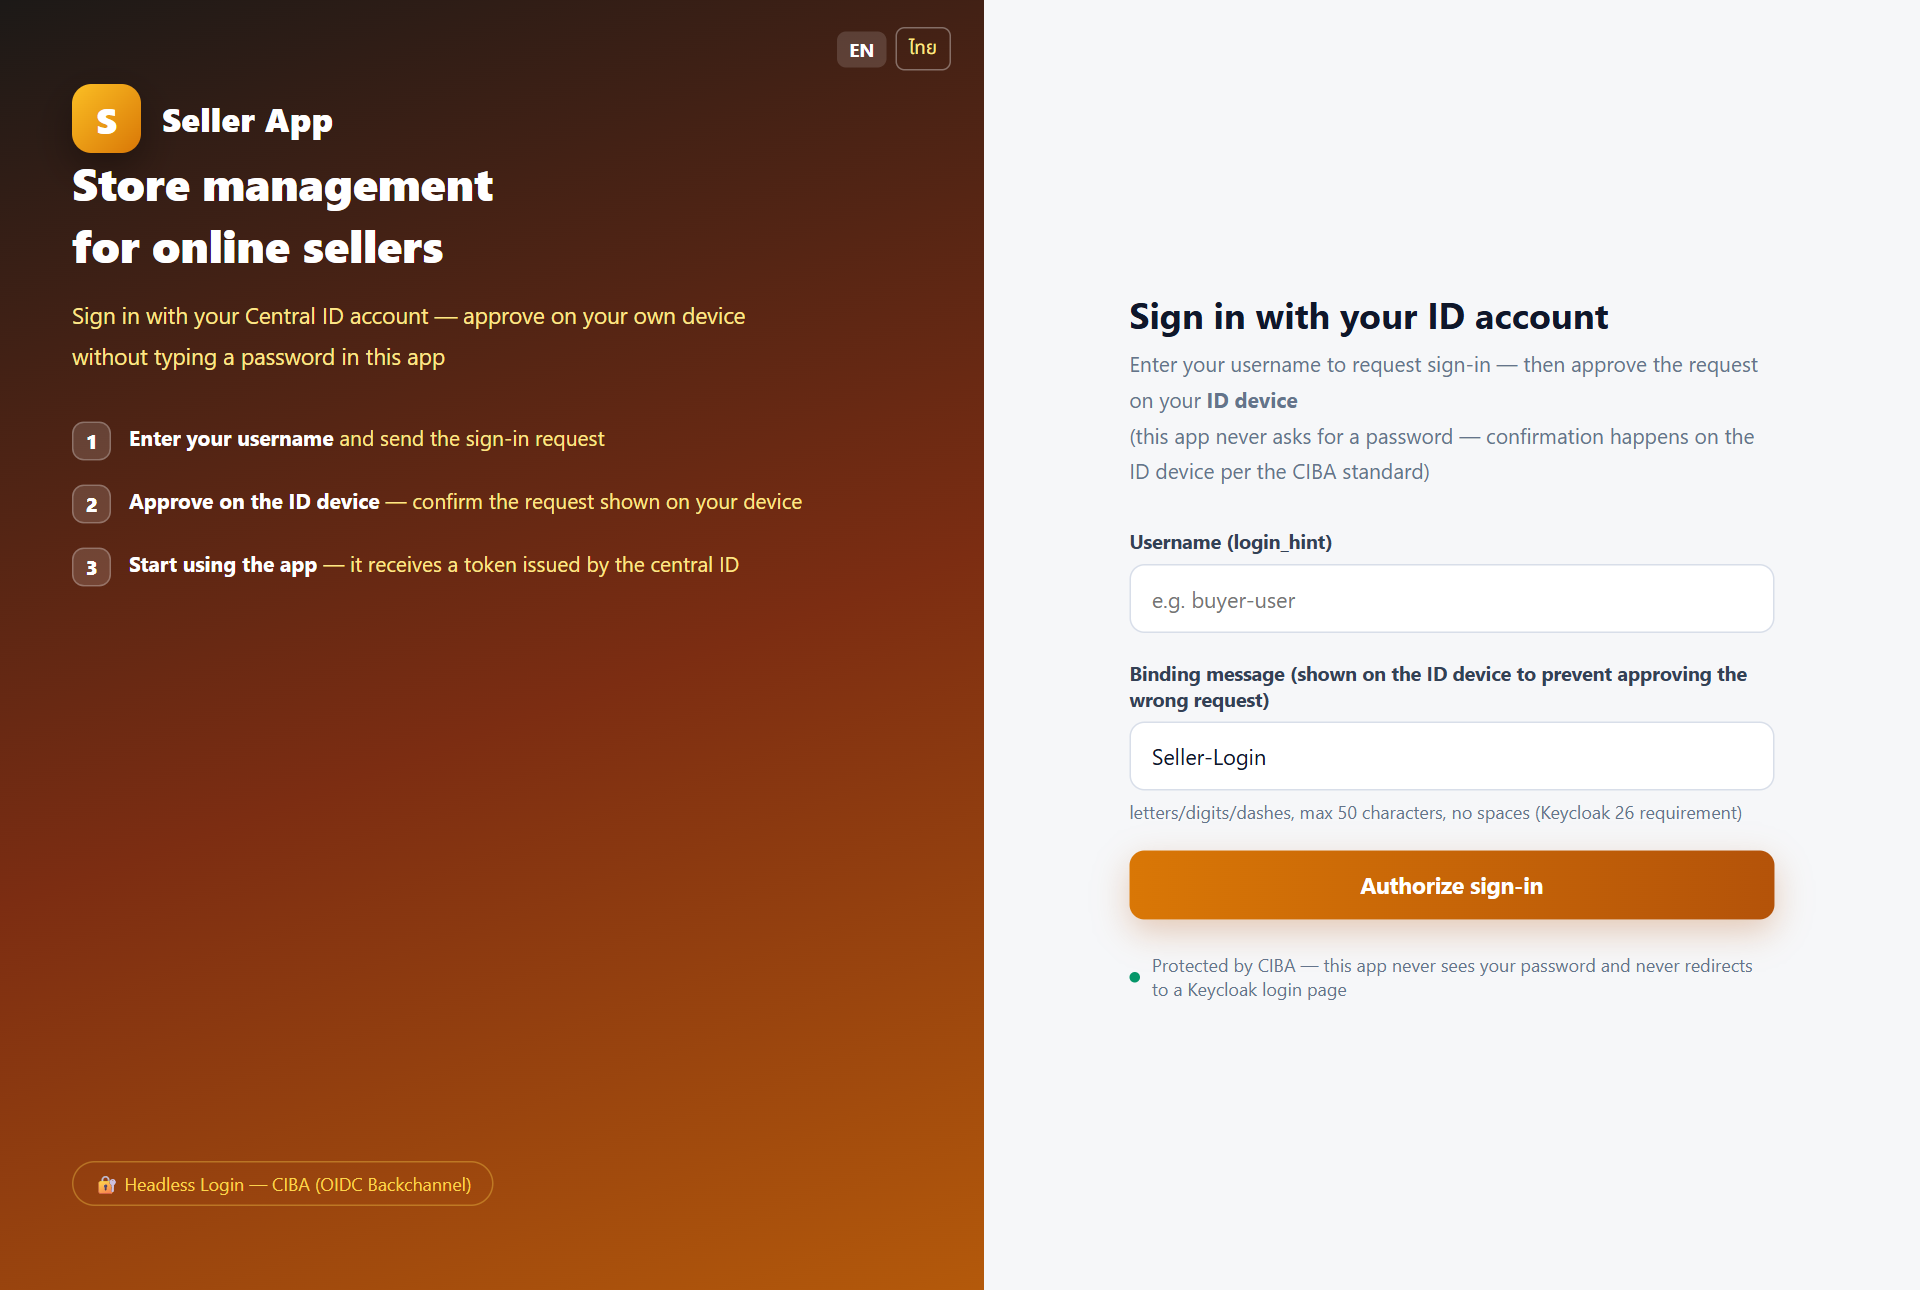 EN
ไทย
S
Seller App
Store management
for online sellers
Sign in with your Central ID account — approve on your own device
without typing a password in this app
1 Enter your username and send the sign-in request
2 Approve on the ID device — confirm the request shown on your device
3 Start using the app — it receives a token issued by the central ID
🔐 Headless Login — CIBA (OIDC Backchannel)
Sign in with your ID account
Enter your username to request sign-in — then approve the request
on your ID device
(this app never asks for a password — confirmation happens on the
ID device per the CIBA standard)
Username (login_hint)
e.g. buyer-user
Binding message (shown on the ID device to prevent approving the
wrong request)
Seller-Login
letters/digits/dashes, max 50 characters, no spaces (Keycloak 26 requirement)
Authorize sign-in
Protected by CIBA — this app never sees your password and never redirects
to a Keycloak login page